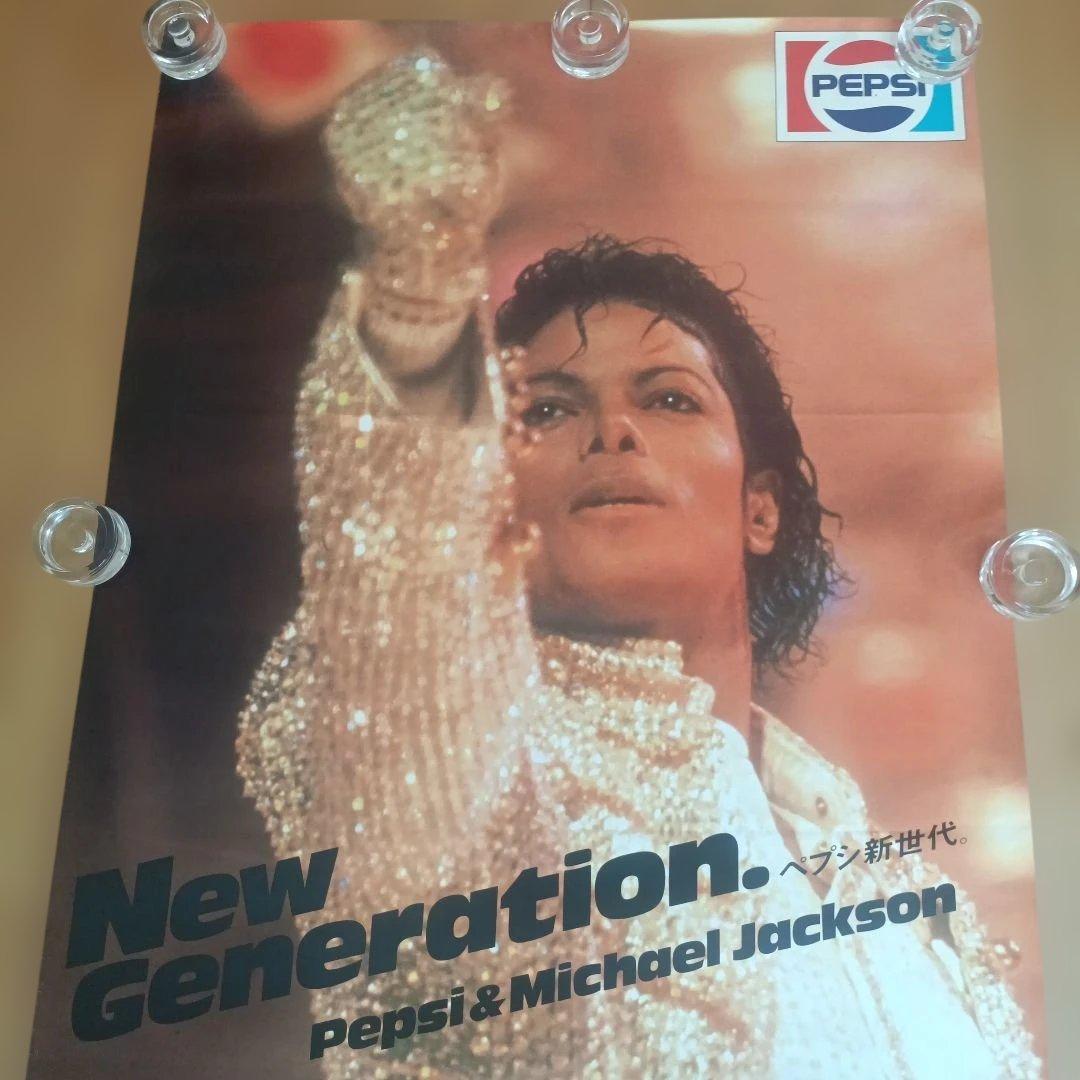 PEPSI
New
Generation.
ペプシ新世代。
Pepsi & Michael Jackson